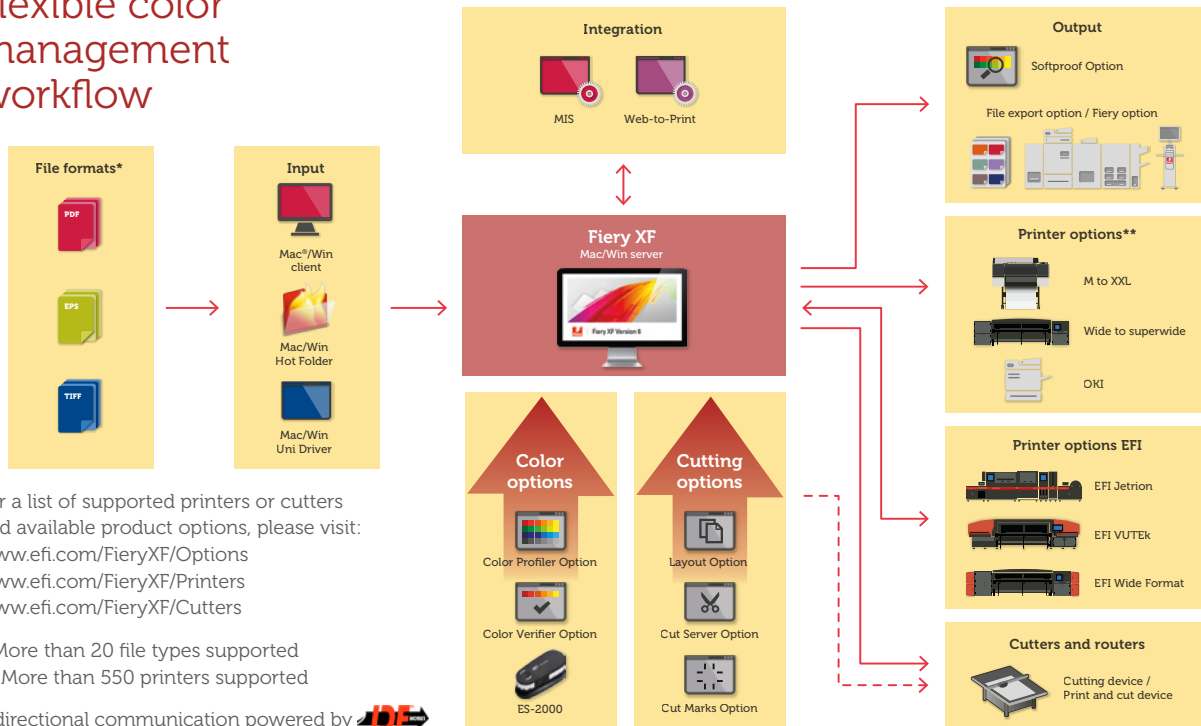 flexible color
management
workflow
File formats*
PDF
EPS
TIFF
Input
Mac®/Win
client
Mac/Win
Hot Folder
Mac/Win
Uni Driver
Integration
MIS
Web-to-Print
Fiery XF
Mac/Win server
Fiery XF Version 6
Color
options
Color Profiler Option
Color Verifier Option
ES-2000
Cutting
options
Layout Option
Cut Server Option
Cut Marks Option
Output
Softproof Option
File export option / Fiery option
Printer options**
M to XXL
Wide to superwide
OKI
Printer options EFI
EFI Jetrion
EFI VUTEk
EFI Wide Format
Cutters and routers
Cutting device /
Print and cut device
r a list of supported printers or cutters
d available product options, please visit:
ww.efi.com/FieryXF/Options
ww.efi.com/FieryXF/Printers
ww.efi.com/FieryXF/Cutters
More than 20 file types supported
More than 550 printers supported
directional communication powered by